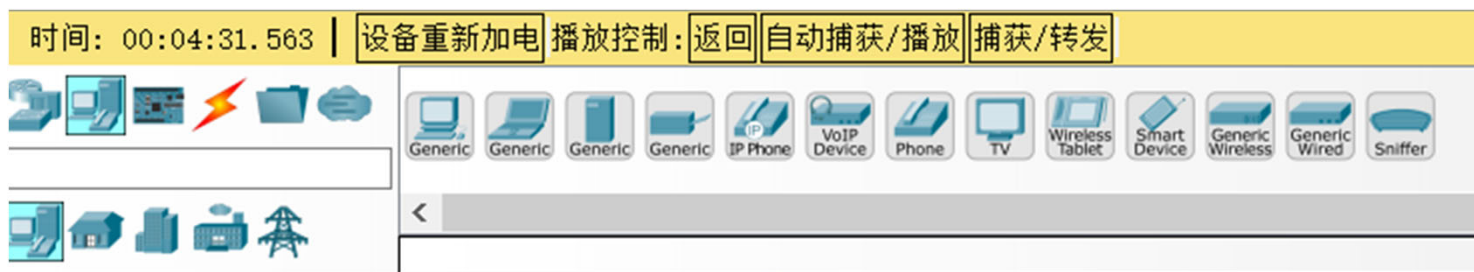 时间: 00:04:31.563 设备重新加电 播放控制: 返回 自动捕获/播放 捕获/转发
Generic Generic Generic Generic IP Phone VoIP Device Phone TV Wireless Tablet Smart Device Generic Wireless Generic Wired Sniffer